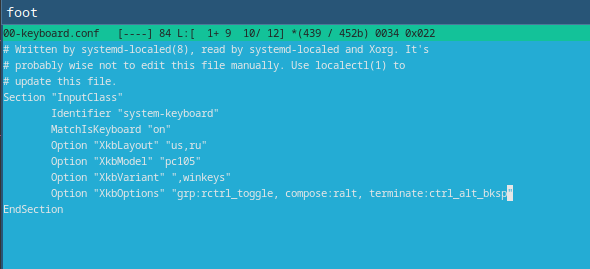 foot
00-keyboard.conf   [----] 84 L:[  1+ 9  10/ 12] *(439 / 452b) 0034 0x022
# Written by systemd-localed(8), read by systemd-localed and Xorg. It's
# probably wise not to edit this file manually. Use localectl(1) to
# update this file.
Section "InputClass"
        Identifier "system-keyboard"
        MatchIsKeyboard "on"
        Option "XkbLayout" "us,ru"
        Option "XkbModel" "pc105"
        Option "XkbVariant" ",winkeys"
        Option "XkbOptions" "grp:rctrl_toggle, compose:ralt, terminate:ctrl_alt_bksp"
EndSection